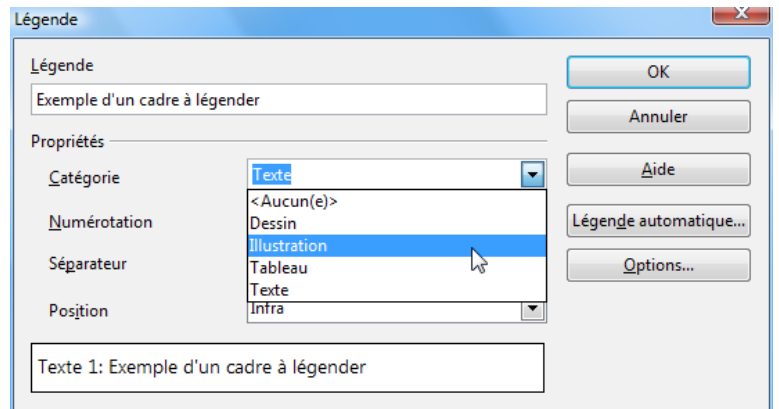 Légende
Légende
OK
Exemple d'un cadre à légender
Annuler
Propriétés
Catégorie
Texte
Aide
<Aucun(e)>
Numérotation
Dessin
Légende automatique...
Illustration
Séparateur
Tableau
Options...
Texte
Position
Infra
Texte 1: Exemple d'un cadre à légender